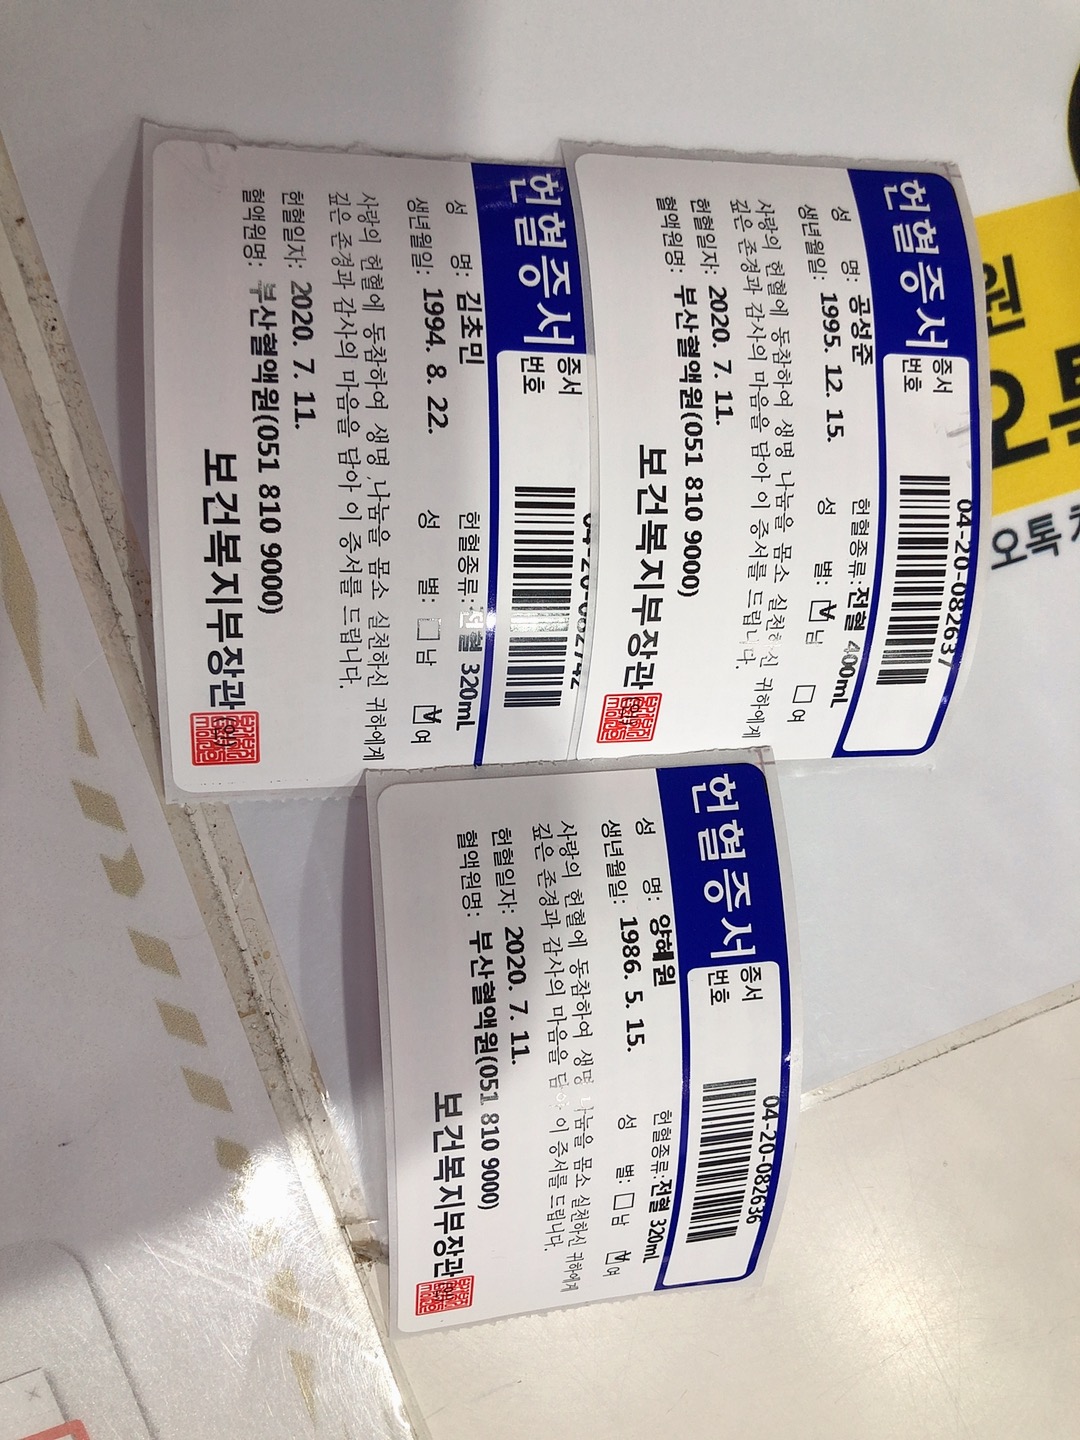 헌혈증서
증서
번호
04-20-082637
성 명: 공성준
헌혈종류: 전혈 400mL
생년월일: 1995. 12. 15.
성 별: ☑남 □여
사랑의 헌혈에 동참하여 생명 나눔을 몸소 실천하신 귀하에게
깊은 존경과 감사의 마음을 담아 이 증서를 드립니다.
헌혈일자: 2020. 7. 11.
혈액원명: 부산혈액원(051 810 9000)
보건복지부장관
헌혈증서
증서
번호
04-20-082742
성 명: 김초민
헌혈종류: 전혈 320mL
생년월일: 1994. 8. 22.
성 별: □남 ☑여
사랑의 헌혈에 동참하여 생명 나눔을 몸소 실천하신 귀하에게
깊은 존경과 감사의 마음을 담아 이 증서를 드립니다.
헌혈일자: 2020. 7. 11.
혈액원명: 부산혈액원(051 810 9000)
보건복지부장관
헌혈증서
증서
번호
04-20-082636
성 명: 양혜원
헌혈종류: 전혈 320mL
생년월일: 1986. 5. 15.
성 별: □남 ☑여
사랑의 헌혈에 동참하여 생명 나눔을 몸소 실천하신 귀하에게
깊은 존경과 감사의 마음을 담아 이 증서를 드립니다.
헌혈일자: 2020. 7. 11.
혈액원명: 부산혈액원(051 810 9000)
보건복지부장관
원
오톡
오톡